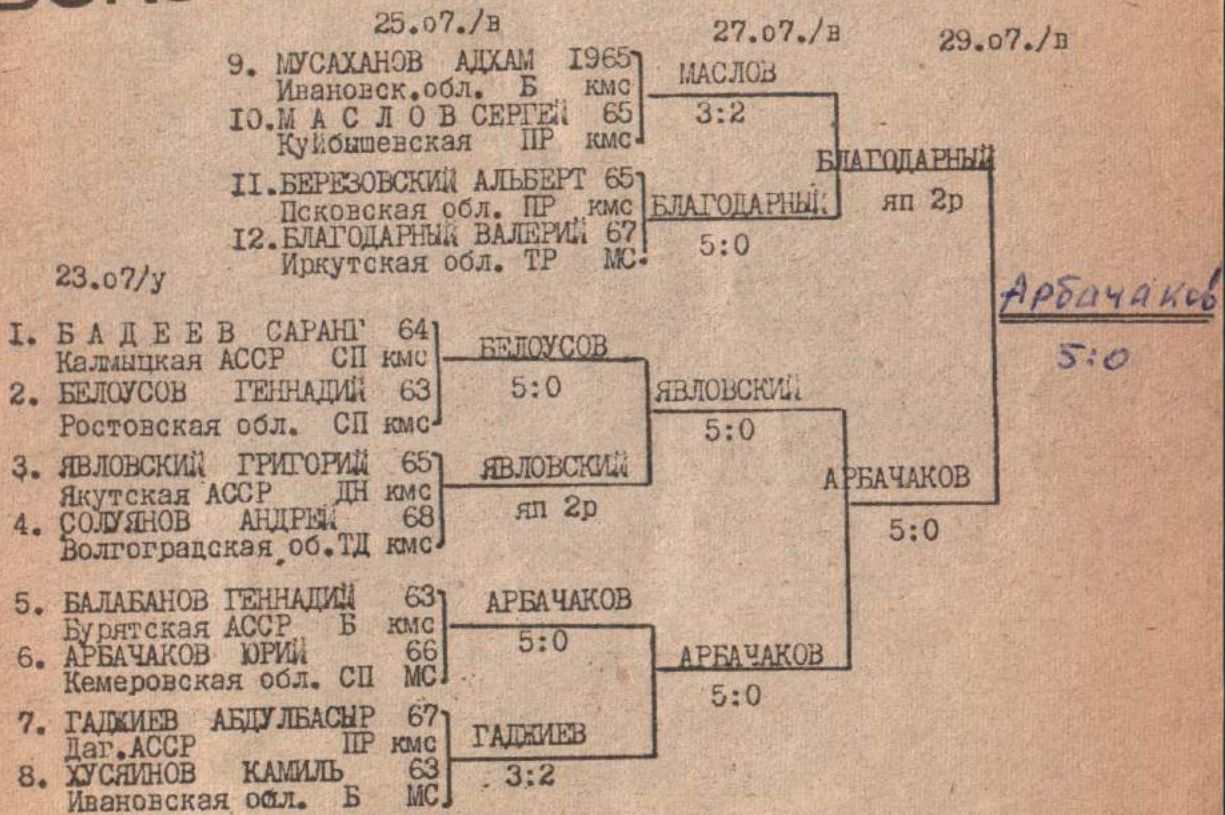 25.о7./в 27.о7./в 29.о7./в
9. МУСАХАНОВ АДХАМ I965
Ивановск.обл. Б кмс
МАСЛОВ
3:2
IО.М А С Л О В СЕРГЕЙ 65
Куйбышевская ПР кмс
БЛАГОДАРНЫЙ
яп 2р
II.БЕРЕЗОВСКИЙ АЛЬБЕРТ 65
Псковская обл. ПР кмс
БЛАГОДАРНЫЙ
5:0
I2.БЛАГОДАРНЫЙ ВАЛЕРИЙ 67
Иркутская обл. ТР МС
23.о7/у
Арбачаков
5:0
I. Б А Д Е Е В САРАНГ 64
Калмыцкая АССР СП кмс
БЕЛОУСОВ
5:0
2. БЕЛОУСОВ ГЕННАДИЙ 63
Ростовская обл. СП кмс
ЯВЛОВСКИЙ
5:0
3. ЯВЛОВСКИЙ ГРИГОРИЙ 65
Якутская АССР ДН кмс
ЯВЛОВСКИЙ
яп 2р
4. СОЛУЯНОВ АНДРЕЙ 68
Волгоградская об.ТД кмс
АРБАЧАКОВ
5:0
5. БАЛАБАНОВ ГЕННАДИЙ 63
Бурятская АССР Б кмс
АРБАЧАКОВ
5:0
6. АРБАЧАКОВ ЮРИЙ 66
Кемеровская обл. СП МС
АРБАЧАКОВ
5:0
7. ГАДЖИЕВ АБДУЛБАСЫР 67
Даг.АССР ПР кмс
ГАДЖИЕВ
3:2
8. ХУСЯИНОВ КАМИЛЬ 63
Ивановская обл. Б МС